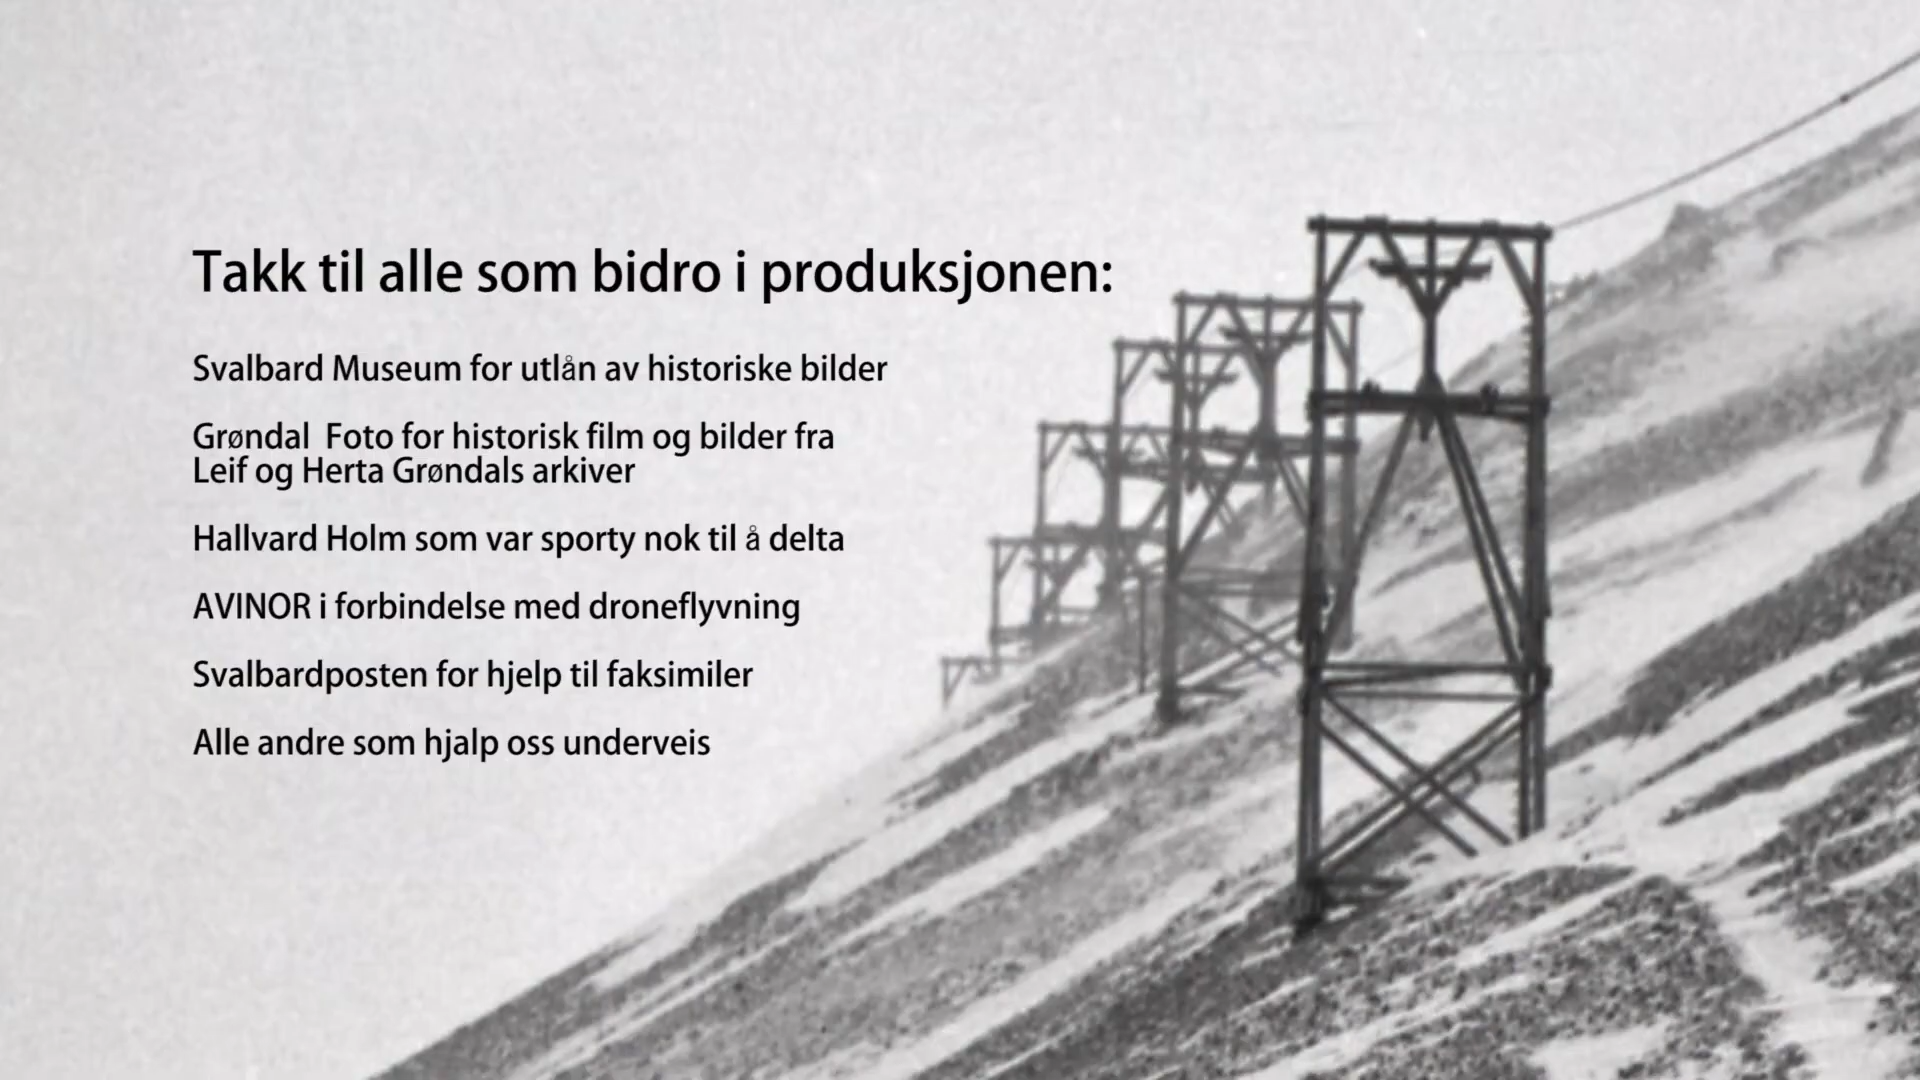 Takk til alle som bidro i produksjonen:
Svalbard Museum for utlån av historiske bilder
Grøndal  Foto for historisk film og bilder fra
Leif og Herta Grøndals arkiver
Hallvard Holm som var sporty nok til å delta
AVINOR i forbindelse med droneflyvning
Svalbardposten for hjelp til faksimiler
Alle andre som hjalp oss underveis